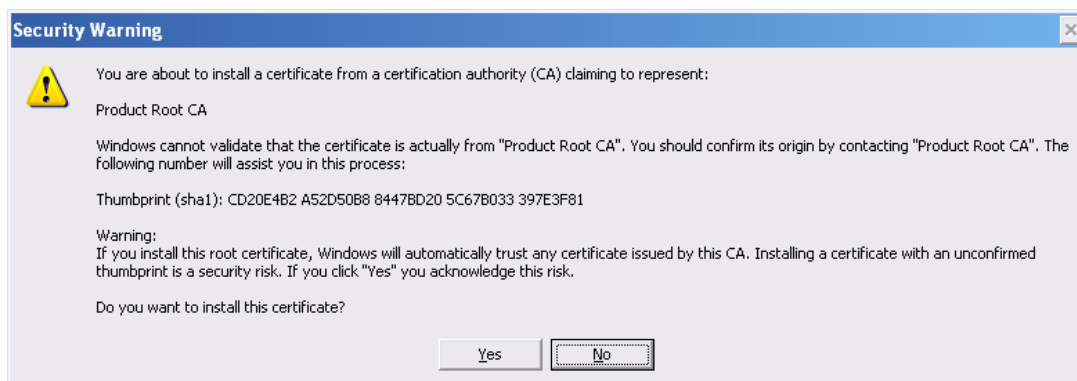 Security Warning
You are about to install a certificate from a certification authority (CA) claiming to represent:
Product Root CA
Windows cannot validate that the certificate is actually from "Product Root CA". You should confirm its origin by contacting "Product Root CA". The
following number will assist you in this process:
Thumbprint (sha1): CD20E4B2 A52D50B8 8447BD20 5C67B033 397E3F81
Warning:
If you install this root certificate, Windows will automatically trust any certificate issued by this CA. Installing a certificate with an unconfirmed
thumbprint is a security risk. If you click "Yes" you acknowledge this risk.
Do you want to install this certificate?
Yes No